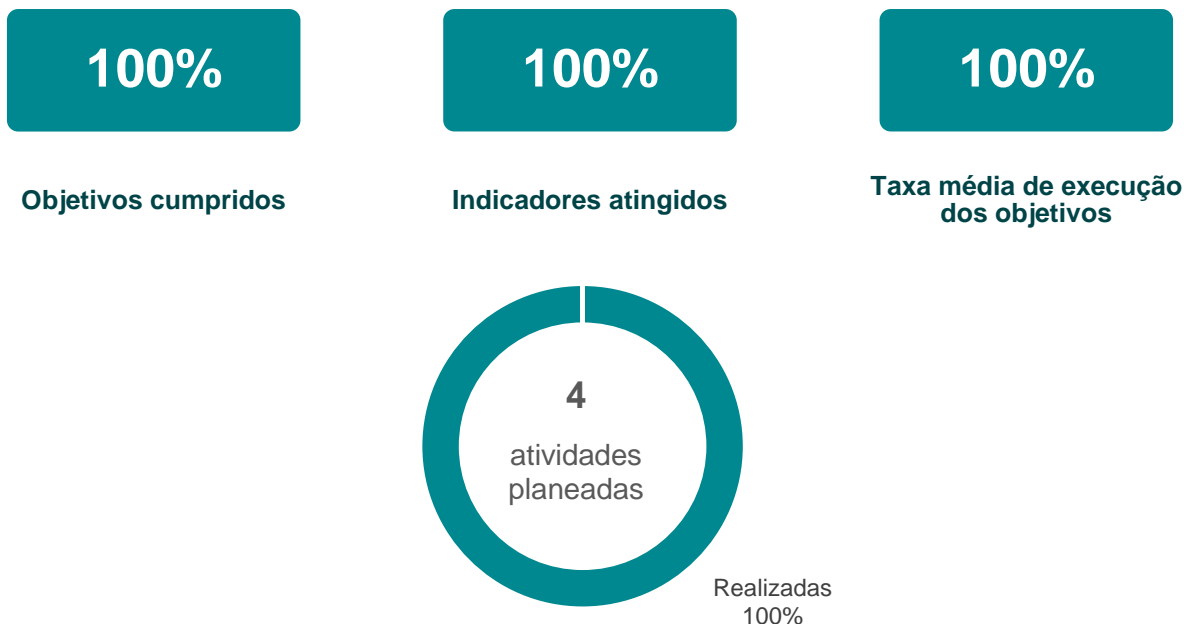 100%
100%
100%
Objetivos cumpridos
Indicadores atingidos
Taxa média de execução
dos objetivos
4
atividades
planeadas
Realizadas
100%